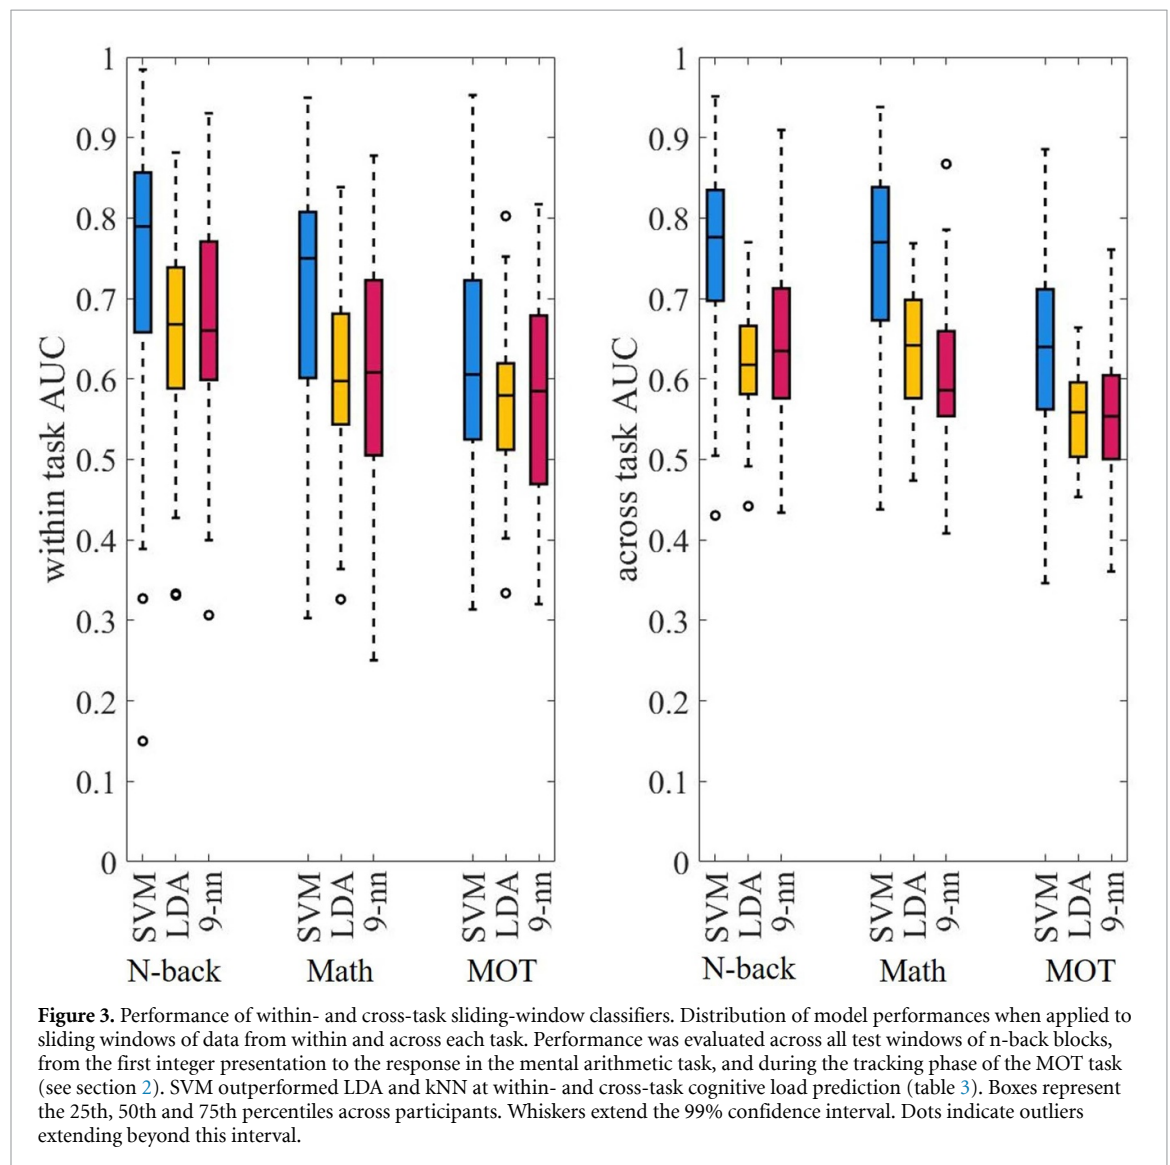 1
0.9
0.8
0.7
0.6
0.5
0.4
0.3
0.2
0.1
0
within task AUC
SVM
LDA
9-nn
SVM
LDA
9-nn
SVM
LDA
9-nn
N-back
Math
MOT
1
0.9
0.8
0.7
0.6
0.5
0.4
0.3
0.2
0.1
0
across task AUC
SVM
LDA
9-nn
SVM
LDA
9-nn
SVM
LDA
9-nn
N-back
Math
MOT
Figure 3. Performance of within- and cross-task sliding-window classifiers. Distribution of model performances when applied to
sliding windows of data from within and across each task. Performance was evaluated across all test windows of n-back blocks,
from the first integer presentation to the response in the mental arithmetic task, and during the tracking phase of the MOT task
(see section 2). SVM outperformed LDA and kNN at within- and cross-task cognitive load prediction (table 3). Boxes represent
the 25th, 50th and 75th percentiles across participants. Whiskers extend the 99% confidence interval. Dots indicate outliers
extending beyond this interval.